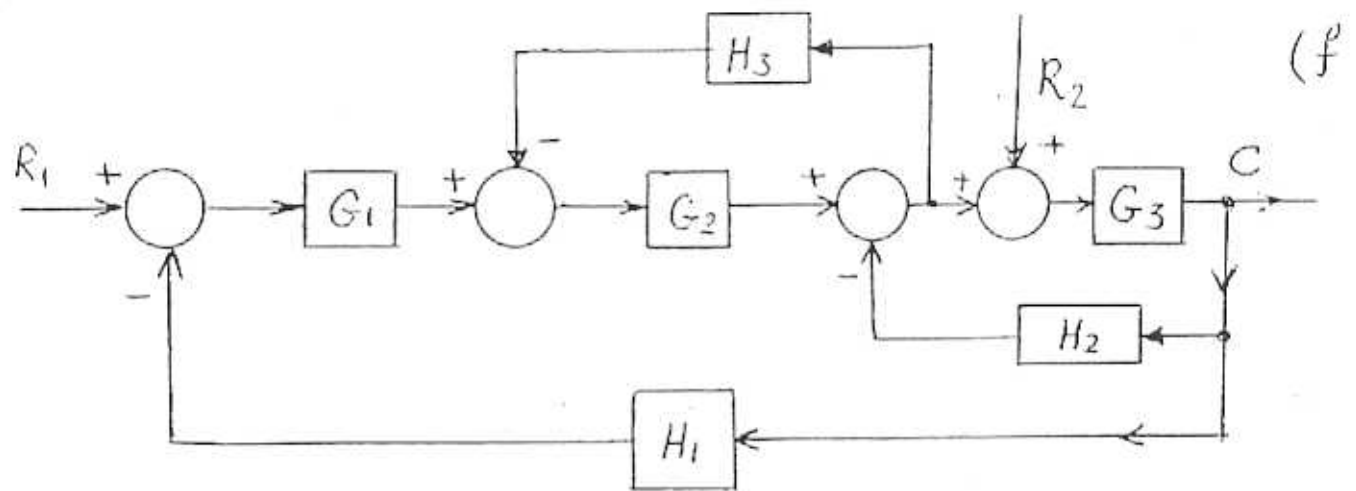 H3
(f
R2
R1 + - + + +
G1 G2 G3 C
- -
H2
H1